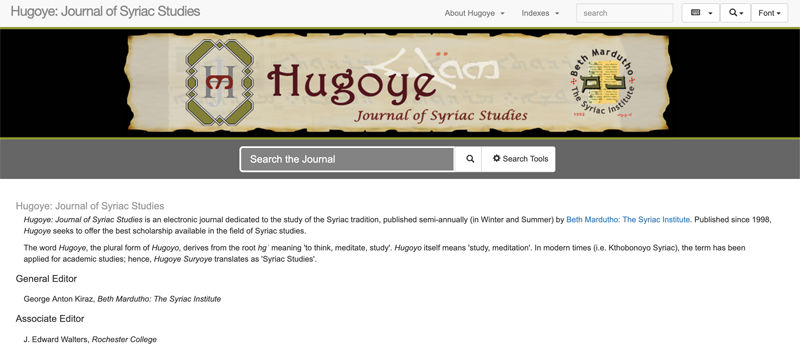 Hugoye: Journal of Syriac Studies
About Hugoye
Indexes
search
Font
Hugoye
Journal of Syriac Studies
Beth Mardutho:
The Syriac Institute
Search the Journal
Search Tools
Hugoye: Journal of Syriac Studies
Hugoye: Journal of Syriac Studies is an electronic journal dedicated to the study of the Syriac tradition, published semi-annually (in Winter and Summer) by Beth Mardutho: The Syriac Institute. Published since 1998,
Hugoye seeks to offer the best scholarship available in the field of Syriac studies.
The word Hugoye, the plural form of Hugoyo, derives from the root hgˁ meaning 'to think, meditate, study'. Hugoyo itself means 'study, meditation'. In modern times (i.e. Kthobonoyo Syriac), the term has been
applied for academic studies; hence, Hugoye Suryoye translates as 'Syriac Studies'.
General Editor
George Anton Kiraz, Beth Mardutho: The Syriac Institute
Associate Editor
J. Edward Walters, Rochester College